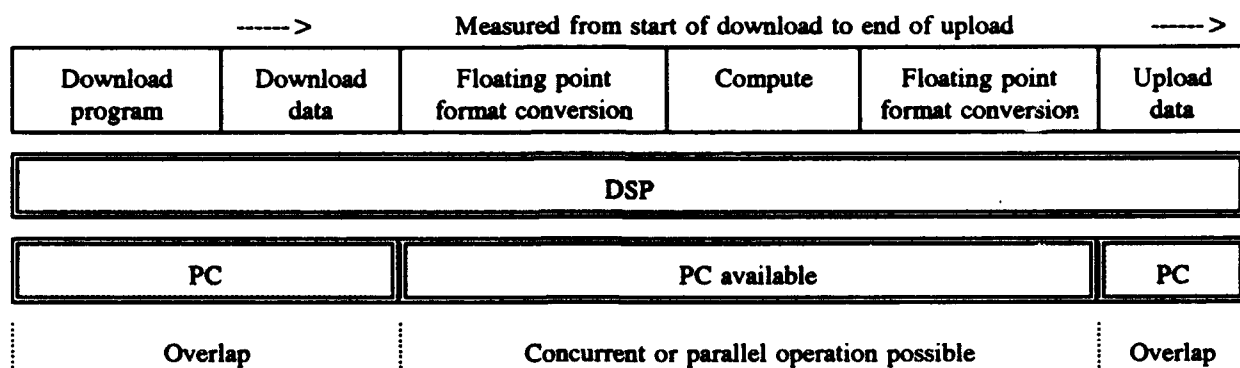 ------> Measured from start of download to end of upload ------>
Download program
Download data
Floating point format conversion
Compute
Floating point format conversion
Upload data
DSP
PC
PC available
PC
Overlap
Concurrent or parallel operation possible
Overlap